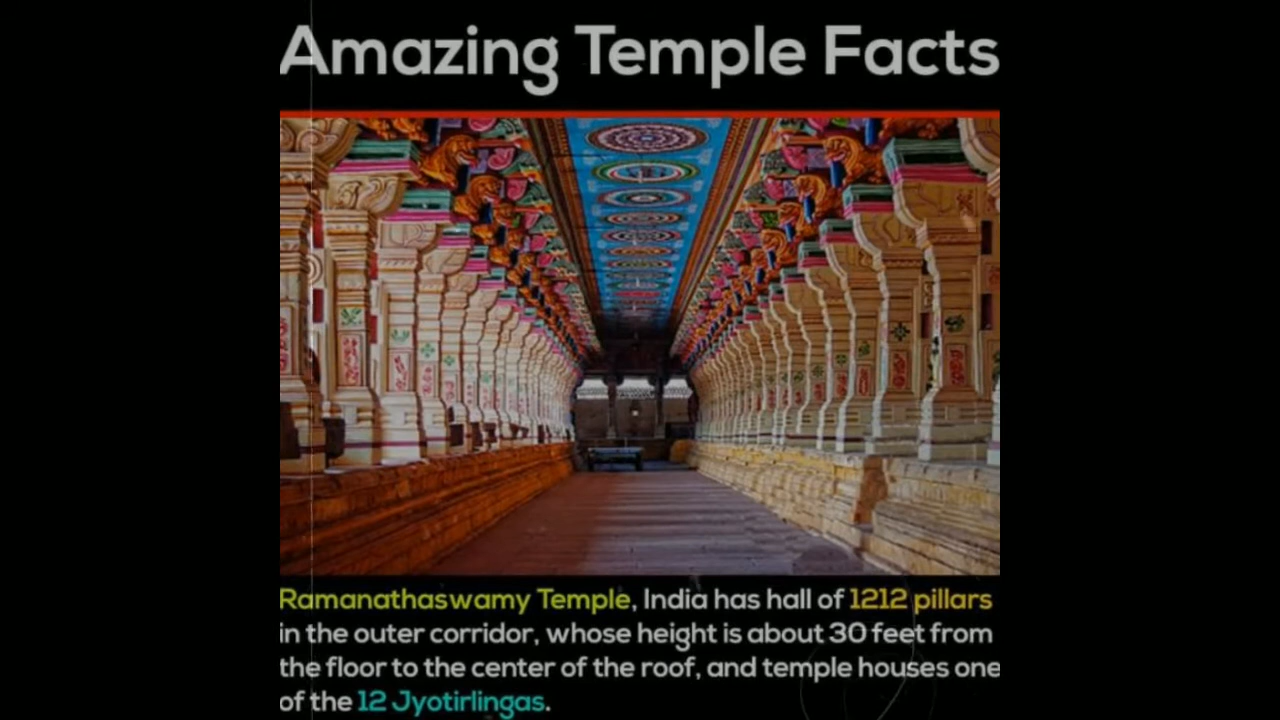 Amazing Temple Facts
Ramanathaswamy Temple, India has hall of 1212 pillars
in the outer corridor, whose height is about 30 feet from
the floor to the center of the roof, and temple houses one
of the 12 Jyotirlingas.